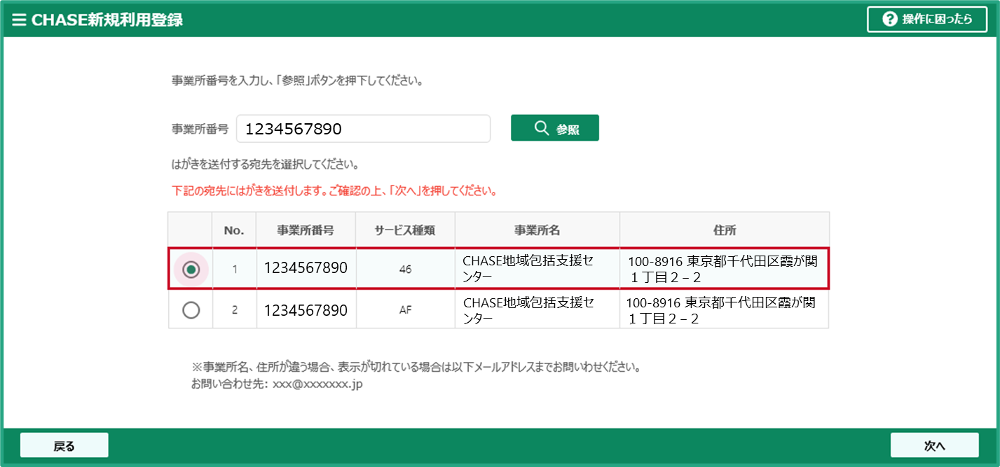 CHASE新規利用登録
操作に困ったら
事業所番号を入力し、「参照」ボタンを押下してください。
事業所番号 1234567890 参照
はがきを送付する宛先を選択してください。
下記の宛先にはがきを送付します。ご確認の上、「次へ」を押してください。
No. 事業所番号 サービス種類 事業所名 住所
1 1234567890 46 CHASE地域包括支援セ 100-8916 東京都千代田区霞が関
ンター １丁目２－２
2 1234567890 AF CHASE地域包括支援セ 100-8916 東京都千代田区霞が関
ンター １丁目２－２
※事業所名、住所が違う場合、表示が切れている場合は以下メールアドレスまでお問いわせください。
お問い合わせ先: xxx@xxxxxxx.jp
戻る 次へ